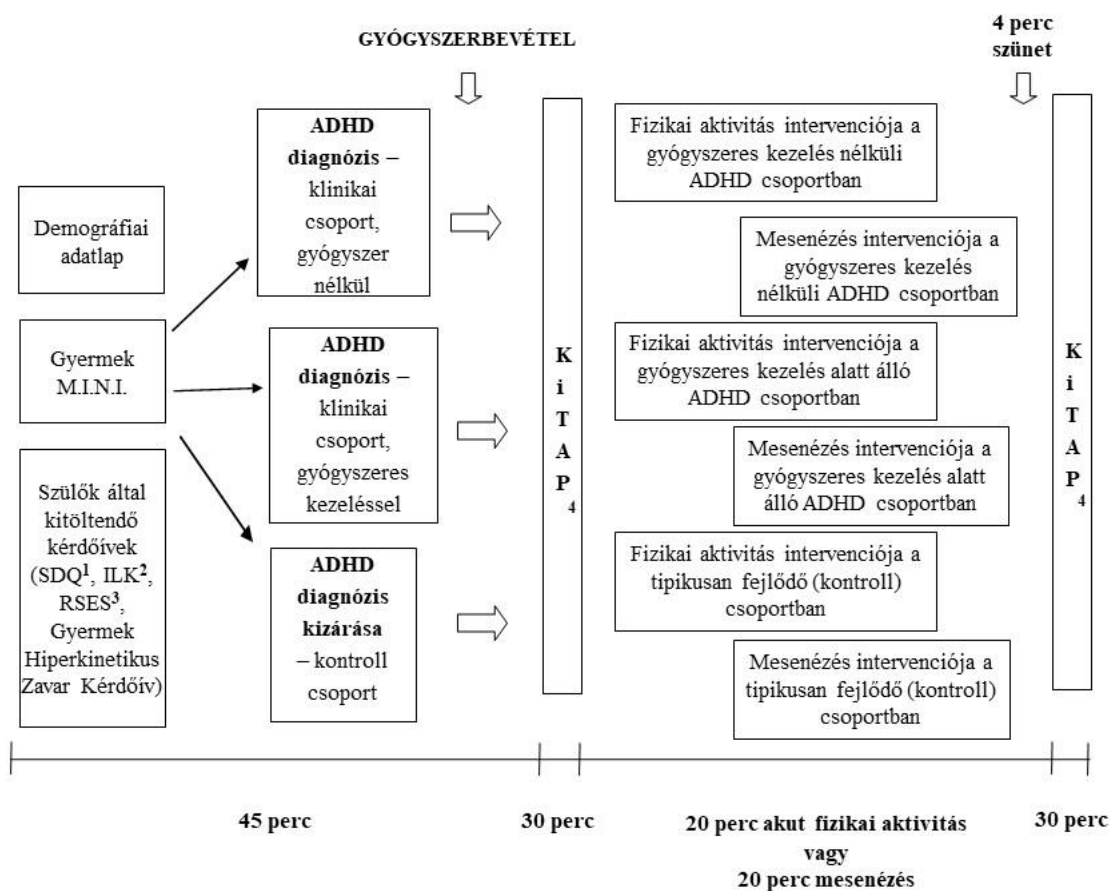 GYÓGYSZERBEVÉTEL
4 perc
szünet
Demográfiai
adatlap
Gyermek
M.I.N.I.
Szülők által
kitöltendő
kérdőívek
(SDQ¹, ILK²,
RSES³,
Gyermek
Hiperkinetikus
Zavar Kérdőív)
ADHD
diagnózis –
klinikai
csoport,
gyógyszer
nélkül
ADHD
diagnózis –
klinikai
csoport,
gyógyszeres
kezeléssel
ADHD
diagnózis
kizárása
– kontroll
csoport
K
i
T
A
P
4
Fizikai aktivitás intervenciója a
gyógyszeres kezelés nélküli
ADHD csoportban
Mesenézés intervenciója a
gyógyszeres kezelés
nélküli ADHD csoportban
Fizikai aktivitás intervenciója a
gyógyszeres kezelés alatt álló
ADHD csoportban
Mesenézés intervenciója a
gyógyszeres kezelés alatt
álló ADHD csoportban
Fizikai aktivitás intervenciója a
tipikusan fejlődő (kontroll)
csoportban
Mesenézés intervenciója a
tipikusan fejlődő (kontroll)
csoportban
K
i
T
A
P
4
45 perc
30 perc
20 perc akut fizikai aktivitás
vagy
20 perc mesenézés
30 perc